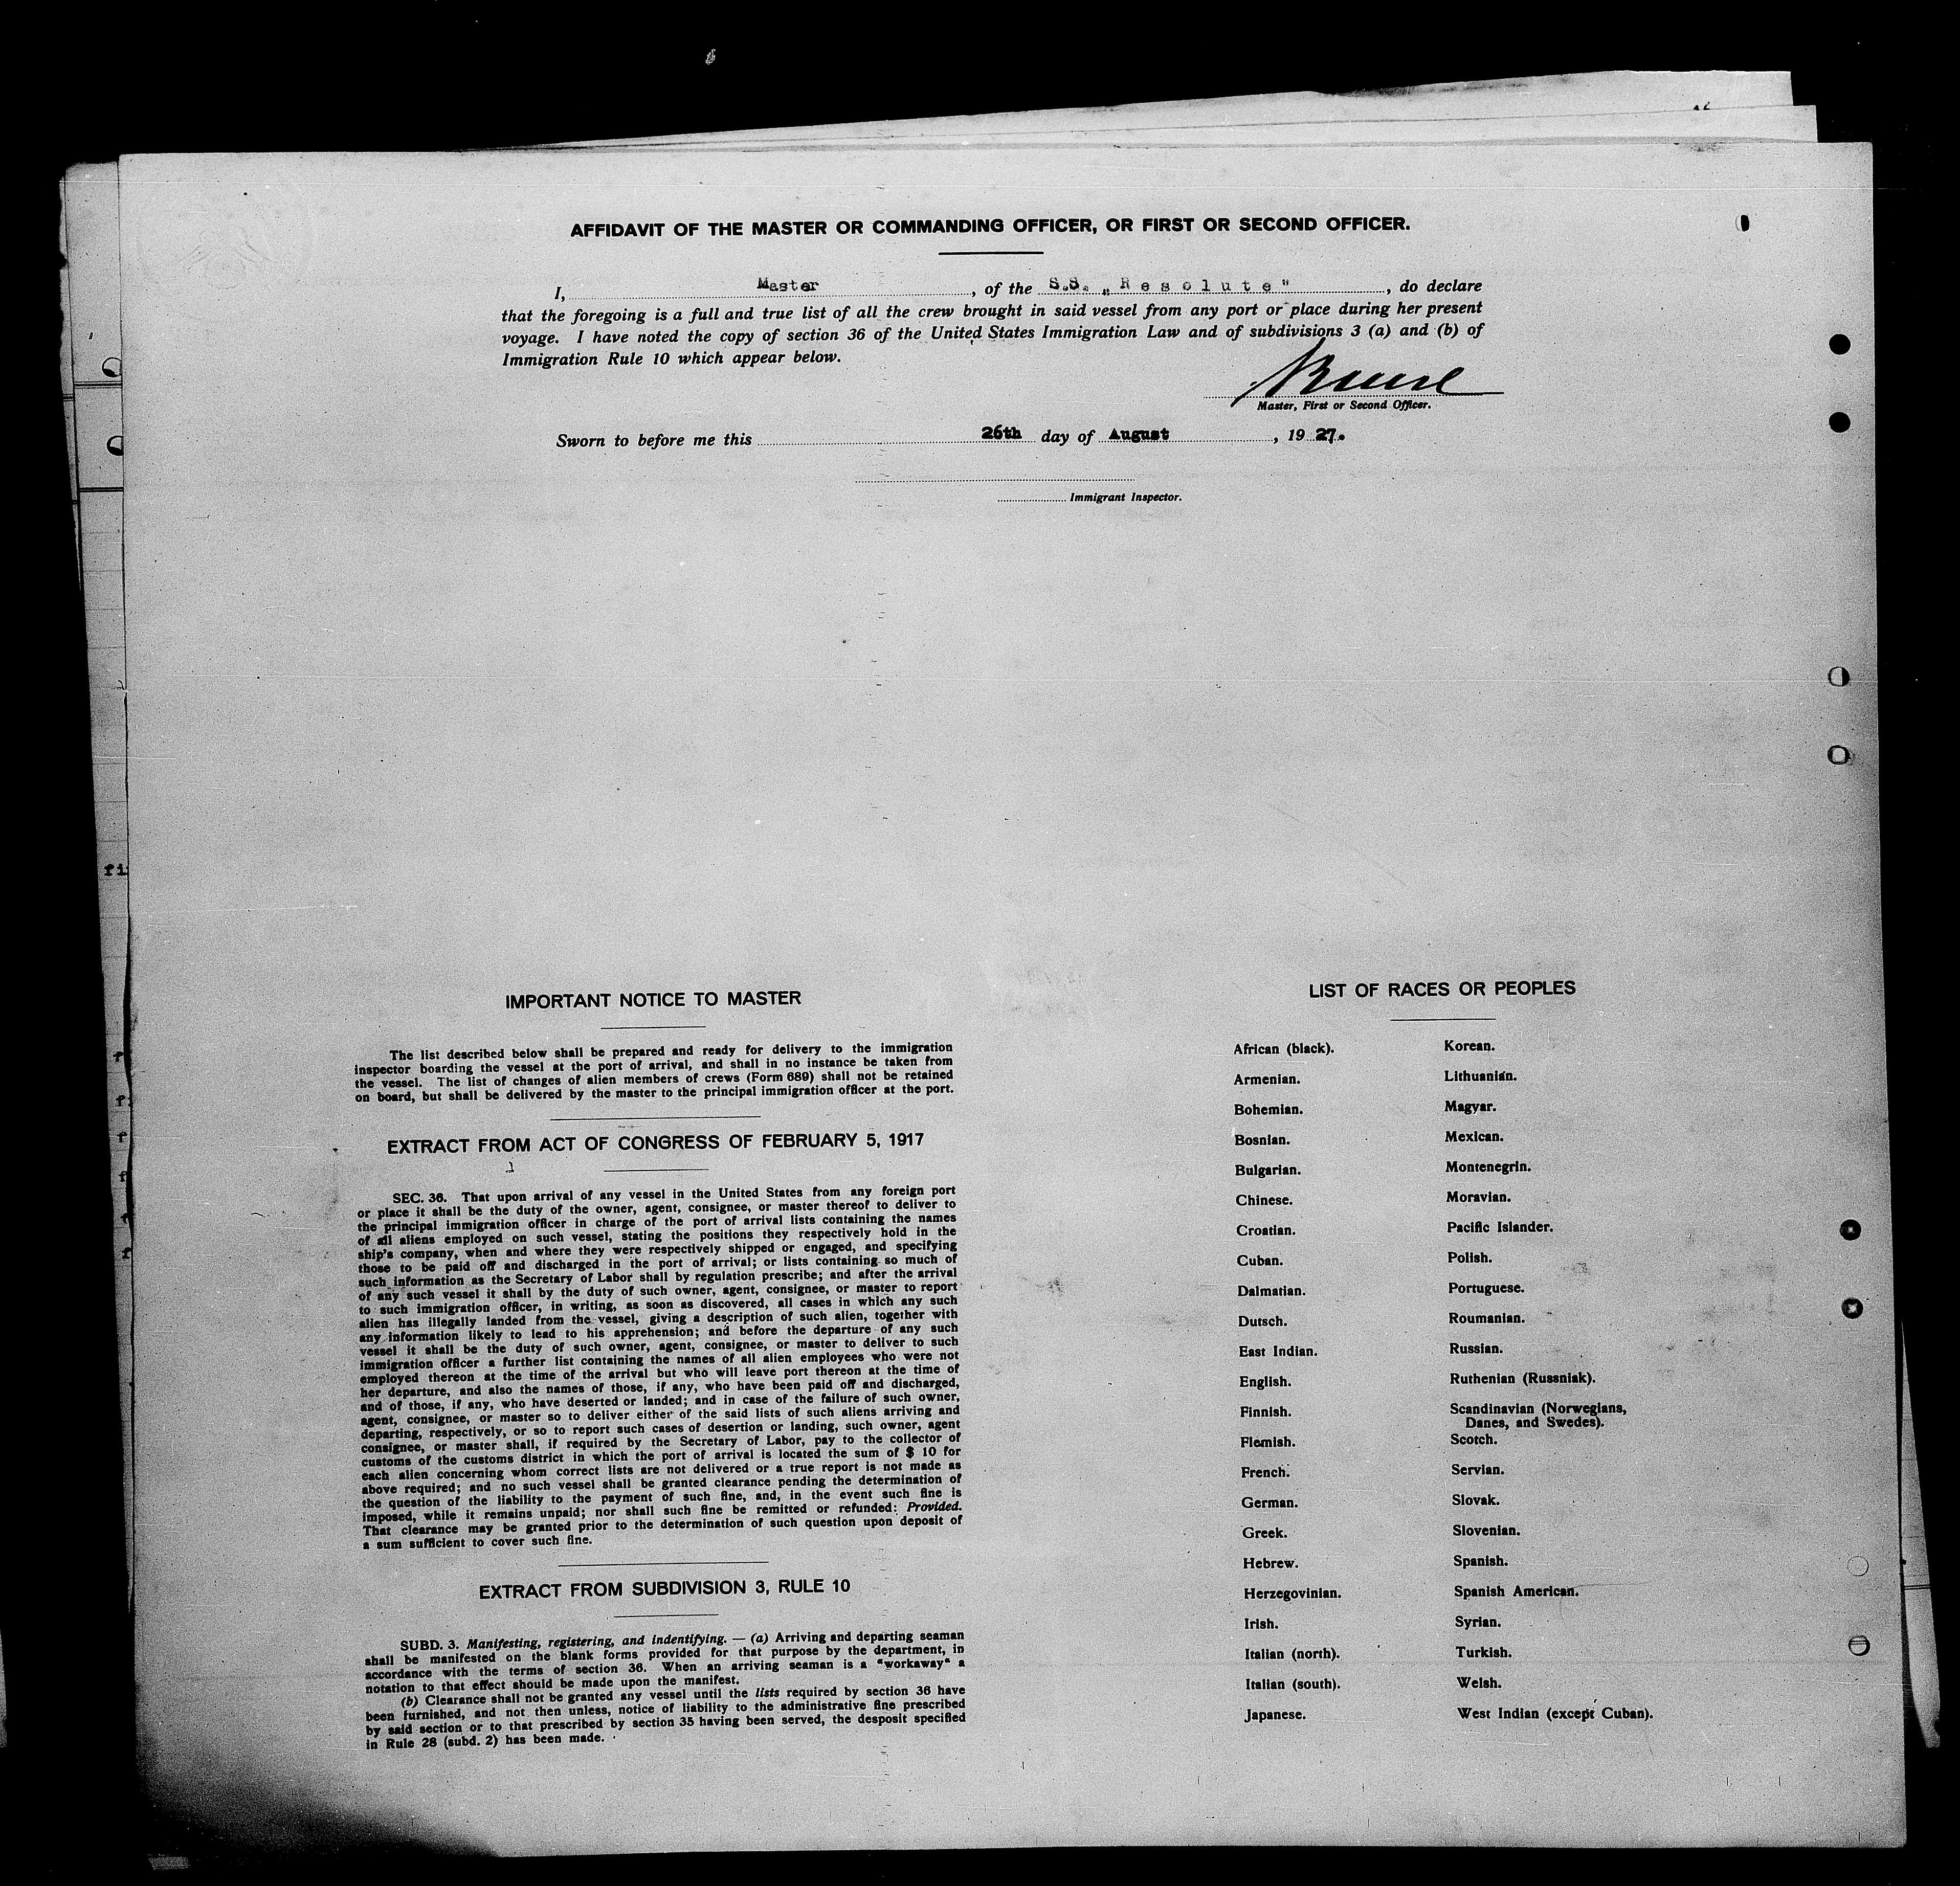 AFFIDAVIT OF THE MASTER OR COMMANDING OFFICER, OR FIRST OR SECOND OFFICER.
I, Master, of the S.S. „Resolute", do declare
that the foregoing is a full and true list of all the crew brought in said vessel from any port or place during her present
voyage. I have noted the copy of section 36 of the United States Immigration Law and of subdivisions 3 (a) and (b) of
Immigration Rule 10 which appear below.
Master, First or Second Officer.
Sworn to before me this 26th day of August, 19 27.
Immigrant Inspector.
IMPORTANT NOTICE TO MASTER
The list described below shall be prepared and ready for delivery to the immigration
inspector boarding the vessel at the port of arrival, and shall in no instance be taken from
the vessel. The list of changes of alien members of crews (Form 689) shall not be retained
on board, but shall be delivered by the master to the principal immigration officer at the port.
EXTRACT FROM ACT OF CONGRESS OF FEBRUARY 5, 1917
SEC. 36. That upon arrival of any vessel in the United States from any foreign port
or place it shall be the duty of the owner, agent, consignee, or master thereof to deliver to
the principal immigration officer in charge of the port of arrival lists containing the names
of all aliens employed on such vessel, stating the positions they respectively hold in the
ship's company, when and where they were respectively shipped or engaged, and specifying
those to be paid off and discharged in the port of arrival; or lists containing so much of
such information as the Secretary of Labor shall by regulation prescribe; and after the arrival
of any such vessel it shall by the duty of such owner, agent, consignee, or master to report
to such immigration officer, in writing, as soon as discovered, all cases in which any such
alien has illegally landed from the vessel, giving a description of such alien, together with
any information likely to lead to his apprehension; and before the departure of any such
vessel it shall be the duty of such owner, agent, consignee, or master to deliver to such
immigration officer a further list containing the names of all alien employees who were not
employed thereon at the time of the arrival but who will leave port thereon at the time of
her departure, and also the names of those, if any, who have been paid off and discharged,
and of those, if any, who have deserted or landed; and in case of the failure of such owner,
agent, consignee, or master so to deliver either of the said lists of such aliens arriving and
departing, respectively, or so to report such cases of desertion or landing, such owner, agent
consignee, or master shall, if required by the Secretary of Labor, pay to the collector of
customs of the customs district in which the port of arrival is located the sum of $ 10 for
each alien concerning whom correct lists are not delivered or a true report is not made as
above required; and no such vessel shall be granted clearance pending the determination of
the question of the liability to the payment of such fine, and, in the event such fine is
imposed, while it remains unpaid; nor shall such fine be remitted or refunded: Provided.
That clearance may be granted prior to the determination of such question upon deposit of
a sum sufficient to cover such fine.
EXTRACT FROM SUBDIVISION 3, RULE 10
SUBD. 3. Manifesting, registering, and indentifying. — (a) Arriving and departing seaman
shall be manifested on the blank forms provided for that purpose by the department, in
accordance with the terms of section 36. When an arriving seaman is a "workaway" a
notation to that effect should be made upon the manifest.
(b) Clearance shall not be granted any vessel until the lists required by section 36 have
been furnished, and not then unless, notice of liability to the administrative fine prescribed
by said section or to that prescribed by section 35 having been served, the desposit specified
in Rule 28 (subd. 2) has been made.
LIST OF RACES OR PEOPLES
African (black).
Armenian.
Bohemian.
Bosnian.
Bulgarian.
Chinese.
Croatian.
Cuban.
Dalmatian.
Dutsch.
East Indian.
English.
Finnish.
Flemish.
French.
German.
Greek.
Hebrew.
Herzegovinian.
Irish.
Italian (north).
Italian (south).
Japanese.
Korean.
Lithuanian.
Magyar.
Mexican.
Montenegrin.
Moravian.
Pacific Islander.
Polish.
Portuguese.
Roumanian.
Russian.
Ruthenian (Russniak).
Scandinavian (Norwegians,
Danes, and Swedes).
Scotch.
Servian.
Slovak.
Slovenian.
Spanish.
Spanish American.
Syrian.
Turkish.
Welsh.
West Indian (except Cuban).